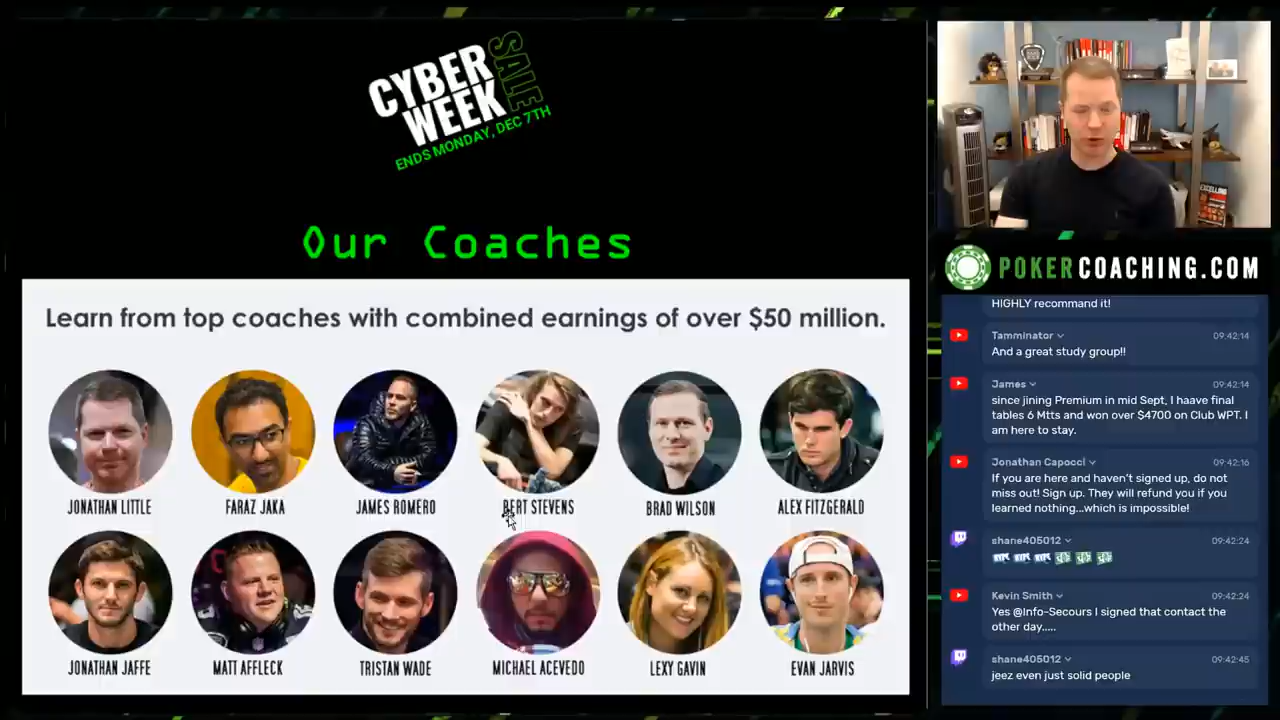 CYBER
WEEK
SALE
ENDS MONDAY, DEC 7TH
Our Coaches
Learn from top coaches with combined earnings of over $50 million.
JONATHAN LITTLE
FARAZ JAKA
JAMES ROMERO
BERT STEVENS
BRAD WILSON
ALEX FITZGERALD
JONATHAN JAFFE
MATT AFFLECK
TRISTAN WADE
MICHAEL ACEVEDO
LEXY GAVIN
EVAN JARVIS
POKERCOACHING.COM
HIGHLY recommand it!
Tamminator 09:42:14
And a great study group!!
James 09:42:14
since jining Premium in mid Sept, I haave final
tables 6 Mtts and won over $4700 on Club WPT. I
am here to stay.
Jonathan Capocci 09:42:16
If you are here and haven't signed up, do not
miss out! Sign up. They will refund you if you
learned nothing...which is impossible!
shane405012 09:42:24
Kevin Smith 09:42:24
Yes @Info-Secours I signed that contact the
other day.....
shane405012 09:42:45
jeez even just solid people